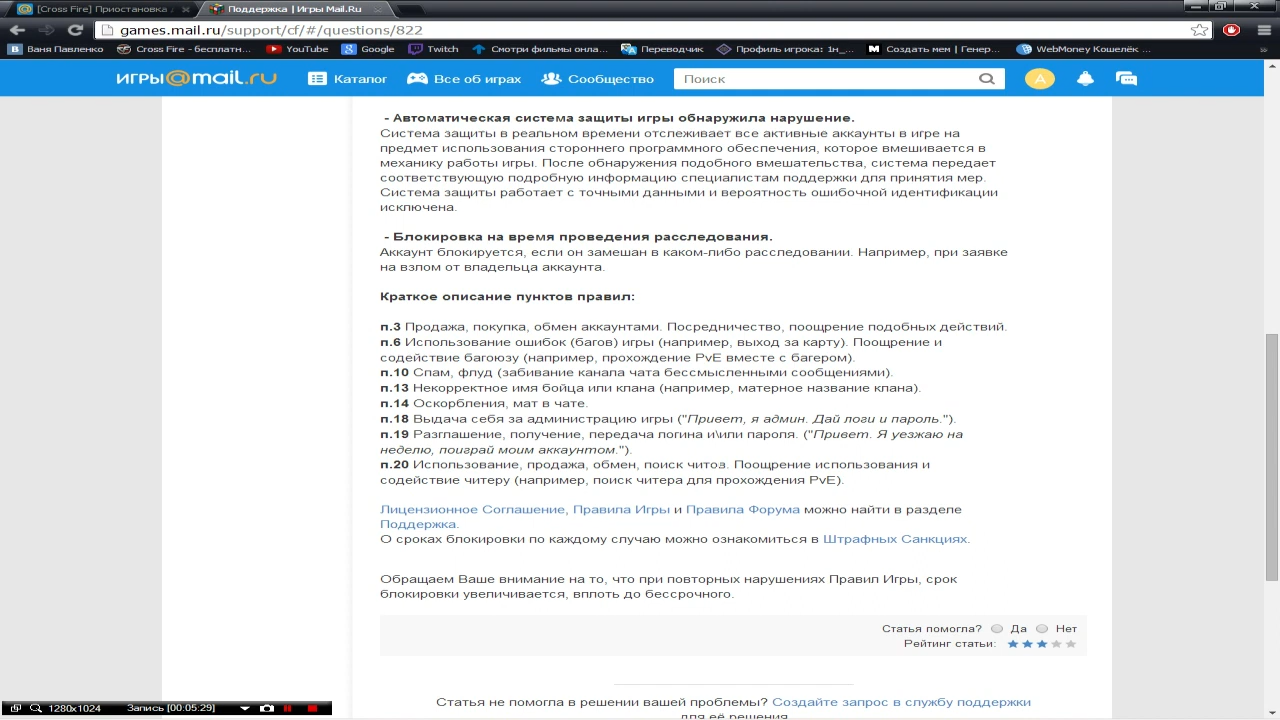 [Cross Fire] Приостановка
Поддержка | Игры Mail.Ru
games.mail.ru/support/cf/#/questions/822
Ваня Павленко
Cross Fire - бесплатн...
YouTube
Google
Twitch
Смотри фильмы онла...
Переводчик
Профиль игрока: 1н_...
Создать мем | Генер...
WebMoney Кошелёк ...
игры@mail.ru
Каталог
Все об играх
Сообщество
Поиск
А
- Автоматическая система защиты игры обнаружила нарушение.
Система защиты в реальном времени отслеживает все активные аккаунты в игре на
предмет использования стороннего программного обеспечения, которое вмешивается в
механику работы игры. После обнаружения подобного вмешательства, система передает
соответствующую подробную информацию специалистам поддержки для принятия мер.
Система защиты работает с точными данными и вероятность ошибочной идентификации
исключена.
- Блокировка на время проведения расследования.
Аккаунт блокируется, если он замешан в каком-либо расследовании. Например, при заявке
на взлом от владельца аккаунта.
Краткое описание пунктов правил:
п.3 Продажа, покупка, обмен аккаунтами. Посредничество, поощрение подобных действий.
п.6 Использование ошибок (багов) игры (например, выход за карту). Поощрение и
содействие багоюзу (например, прохождение PvE вместе с багером).
п.10 Спам, флуд (забивание канала чата бессмысленными сообщениями).
п.13 Некорректное имя бойца или клана (например, матерное название клана).
п.14 Оскорбления, мат в чате.
п.18 Выдача себя за администрацию игры ("Привет, я админ. Дай логи и пароль.").
п.19 Разглашение, получение, передача логина и\или пароля. ("Привет. Я уезжаю на
неделю, поиграй моим аккаунтом.").
п.20 Использование, продажа, обмен, поиск читов. Поощрение использования и
содействие читеру (например, поиск читера для прохождения PvE).
Лицензионное Соглашение, Правила Игры и Правила Форума можно найти в разделе
Поддержка.
О сроках блокировки по каждому случаю можно ознакомиться в Штрафных Санкциях.
Обращаем Ваше внимание на то, что при повторных нарушениях Правил Игры, срок
блокировки увеличивается, вплоть до бессрочного.
Статья помогла? Да Нет
Рейтинг статьи:
Статья не помогла в решении вашей проблемы? Создайте запрос в службу поддержки
для её решения
1280x1024 Запись [00:05:29]